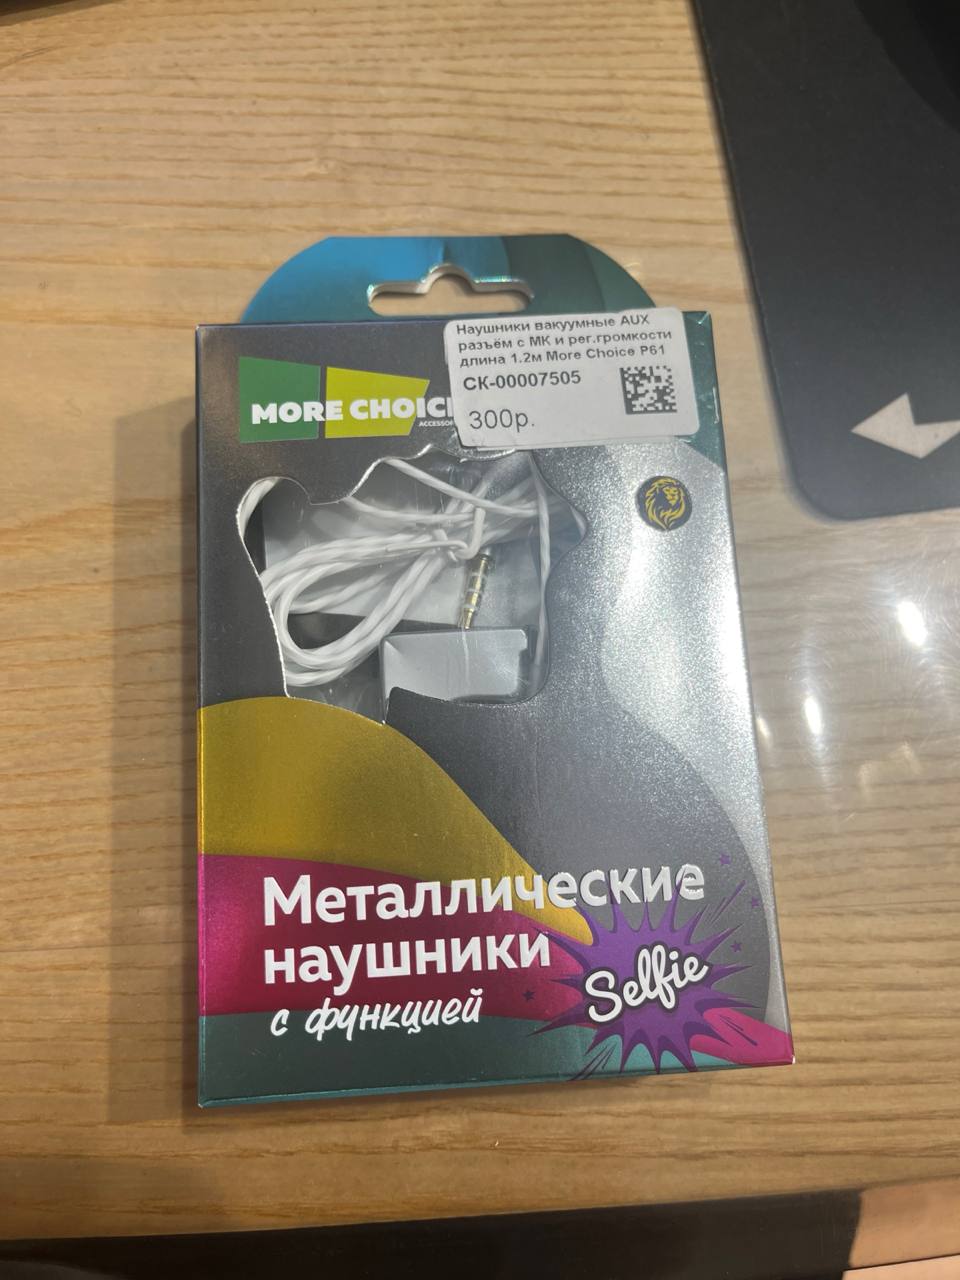 Наушники вакуумные AUX
разъём с МК и рег.громкости
длина 1.2м More Choice P61
СК-00007505
300р.
MORE CHOICE
Металлические
наушники
с функцией
Selfie